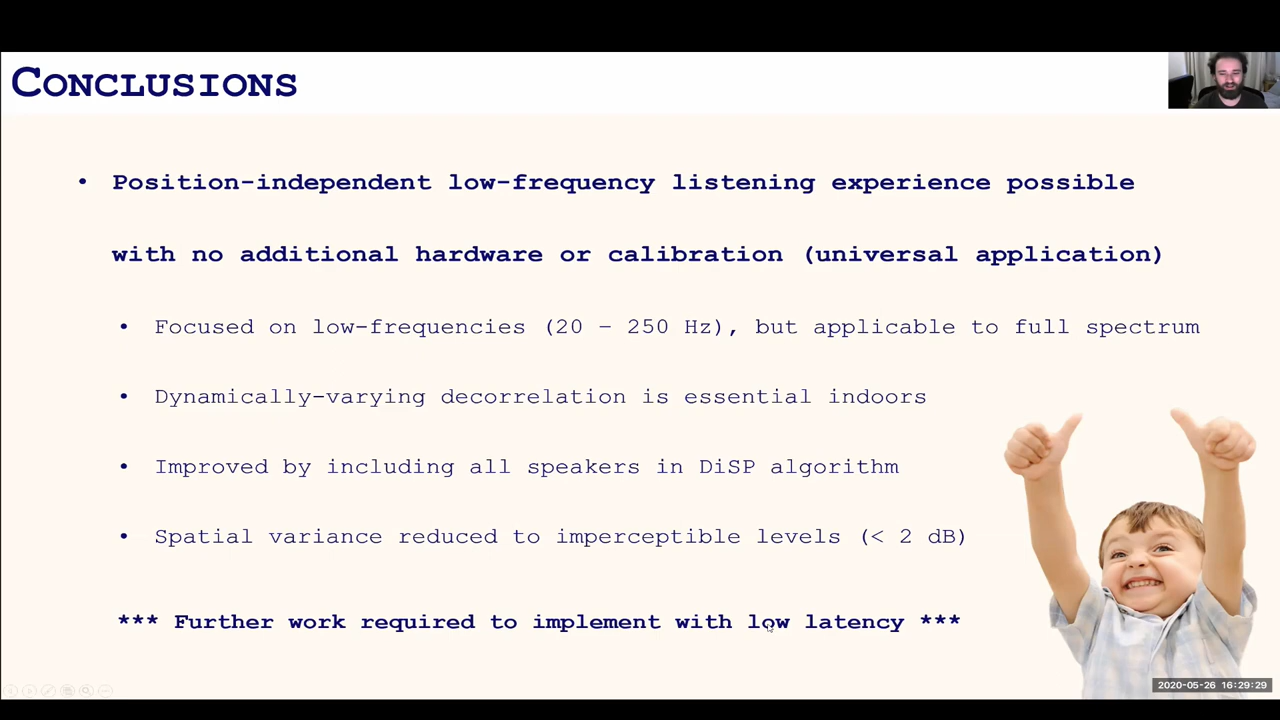 CONCLUSIONS
• Position-independent low-frequency listening experience possible
with no additional hardware or calibration (universal application)
• Focused on low-frequencies (20 – 250 Hz), but applicable to full spectrum
• Dynamically-varying decorrelation is essential indoors
• Improved by including all speakers in DiSP algorithm
• Spatial variance reduced to imperceptible levels (< 2 dB)
*** Further work required to implement with low latency ***
2020-05-26 16:29:29